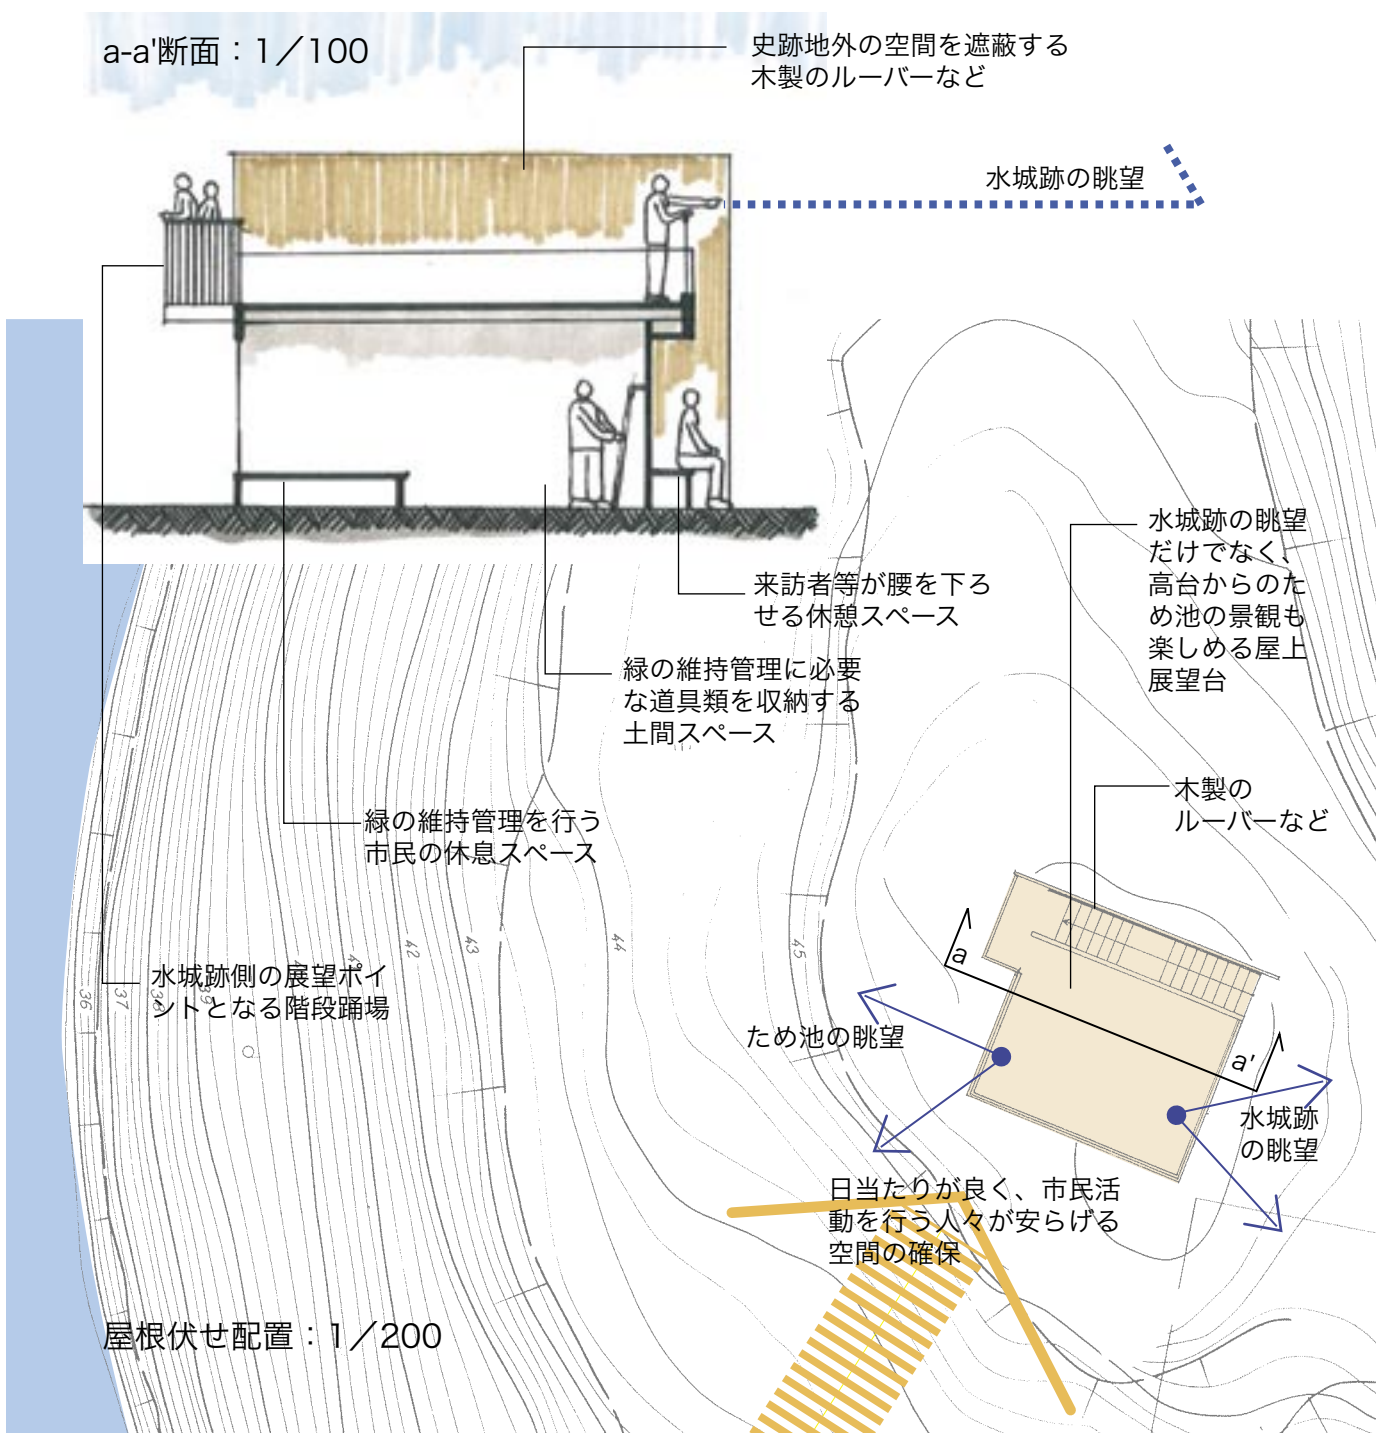 a-a'断面：1／100
史跡地外の空間を遮蔽する
木製のルーバーなど
水城跡の眺望
水城跡の眺望
だけでなく、
高台からのた
め池の景観も
楽しめる屋上
展望台
来訪者等が腰を下ろ
せる休憩スペース
緑の維持管理に必要
な道具類を収納する
土間スペース
木製の
ルーバーなど
緑の維持管理を行う
市民の休息スペース
水城跡側の展望ポイ
ントとなる階段踊場
36
37
38
39
42
43
44
45
a
a'
ため池の眺望
水城跡
の眺望
日当たりが良く、市民活
動を行う人々が安らげる
空間の確保
屋根伏せ配置：1／200